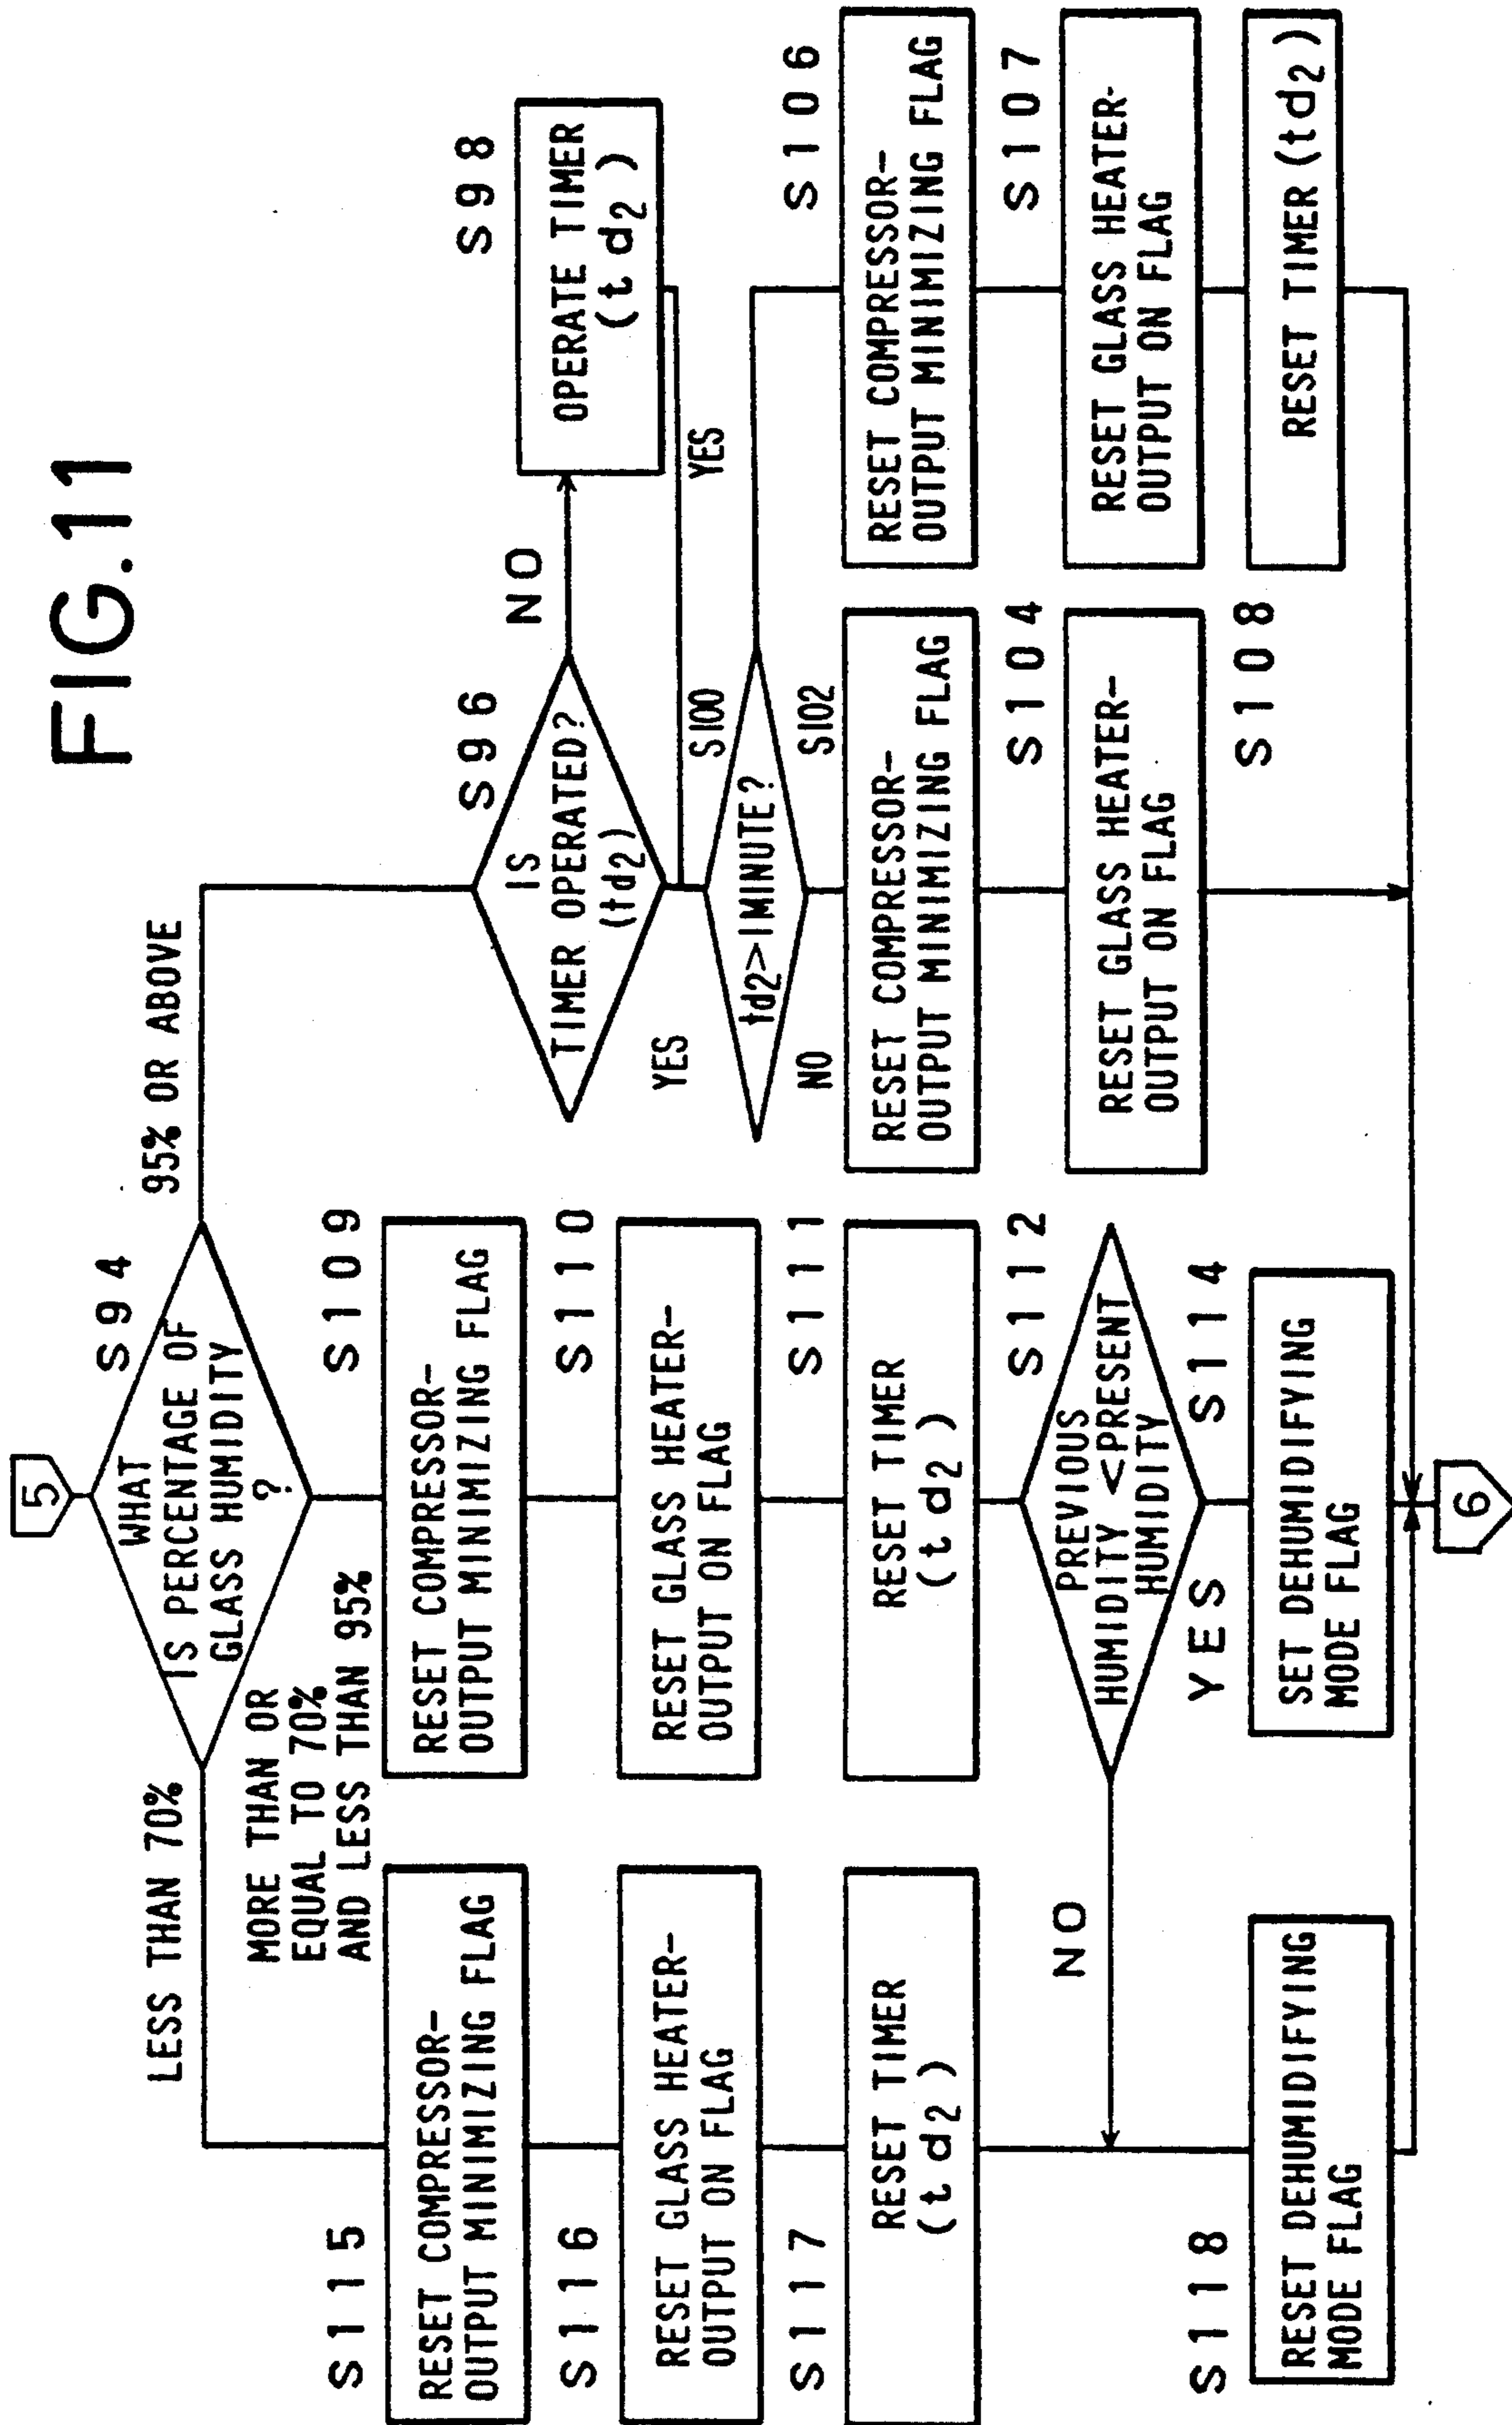 FIG.11
5
S94
WHAT
IS PERCENTAGE OF
GLASS HUMIDITY
?
LESS THAN 70%
MORE THAN OR
EQUAL TO 70%
AND LESS THAN 95%
95% OR ABOVE
S115
RESET COMPRESSOR-
OUTPUT MINIMIZING FLAG
S116
RESET GLASS HEATER-
OUTPUT ON FLAG
S117
RESET TIMER
(td2)
S118
RESET DEHUMIDIFYING
MODE FLAG
S109
RESET COMPRESSOR-
OUTPUT MINIMIZING FLAG
S110
RESET GLASS HEATER-
OUTPUT ON FLAG
S111
RESET TIMER
(td2)
S112
PREVIOUS
HUMIDITY <PRESENT
HUMIDITY
NO
YES
S114
SET DEHUMIDIFYING
MODE FLAG
S96
IS
TIMER OPERATED?
(td2)
NO
S98
OPERATE TIMER
(td2)
YES
S100
td2>1MINUTE?
YES
NO
S102
RESET COMPRESSOR-
OUTPUT MINIMIZING FLAG
S104
RESET GLASS HEATER-
OUTPUT ON FLAG
S106
RESET COMPRESSOR-
OUTPUT MINIMIZING FLAG
S107
RESET GLASS HEATER-
OUTPUT ON FLAG
S108
RESET TIMER (td2)
6